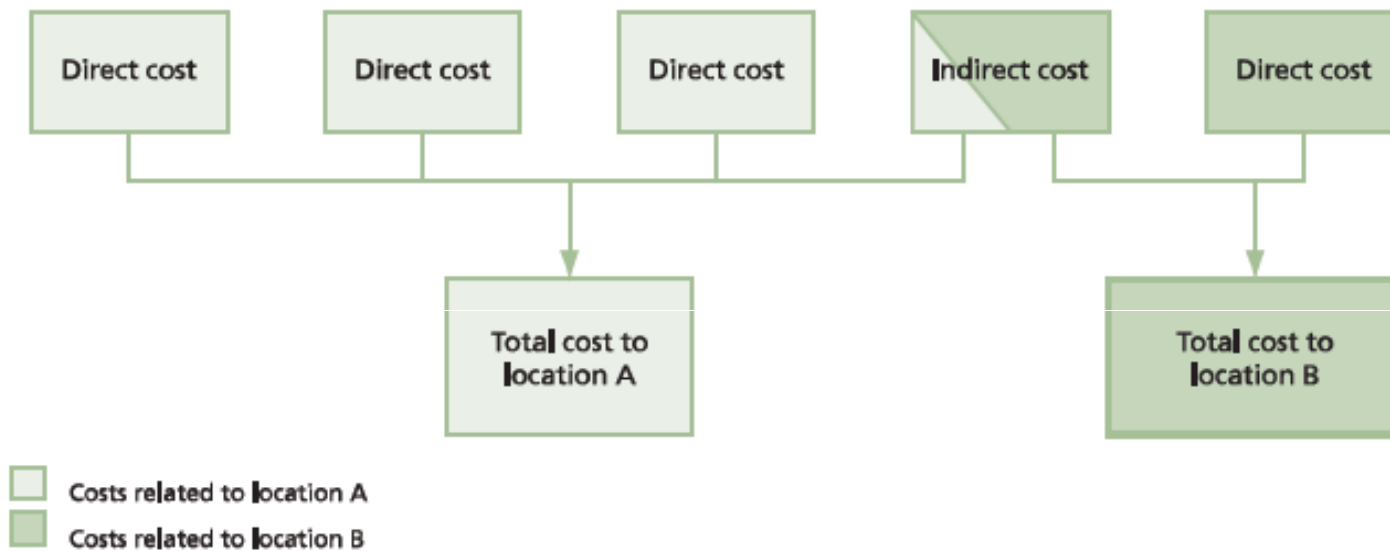 Direct cost
Direct cost
Direct cost
Indirect cost
Direct cost
Total cost to
location A
Total cost to
location B
Costs related to location A
Costs related to location B